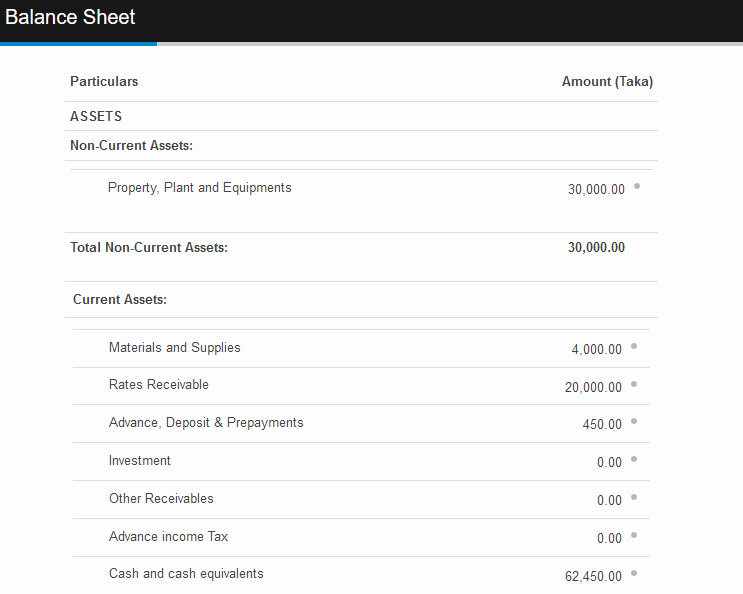 Balance Sheet
Particulars Amount (Taka)
ASSETS
Non-Current Assets:
Property, Plant and Equipments 30,000.00
Total Non-Current Assets: 30,000.00
Current Assets:
Materials and Supplies 4,000.00
Rates Receivable 20,000.00
Advance, Deposit & Prepayments 450.00
Investment 0.00
Other Receivables 0.00
Advance income Tax 0.00
Cash and cash equivalents 62,450.00